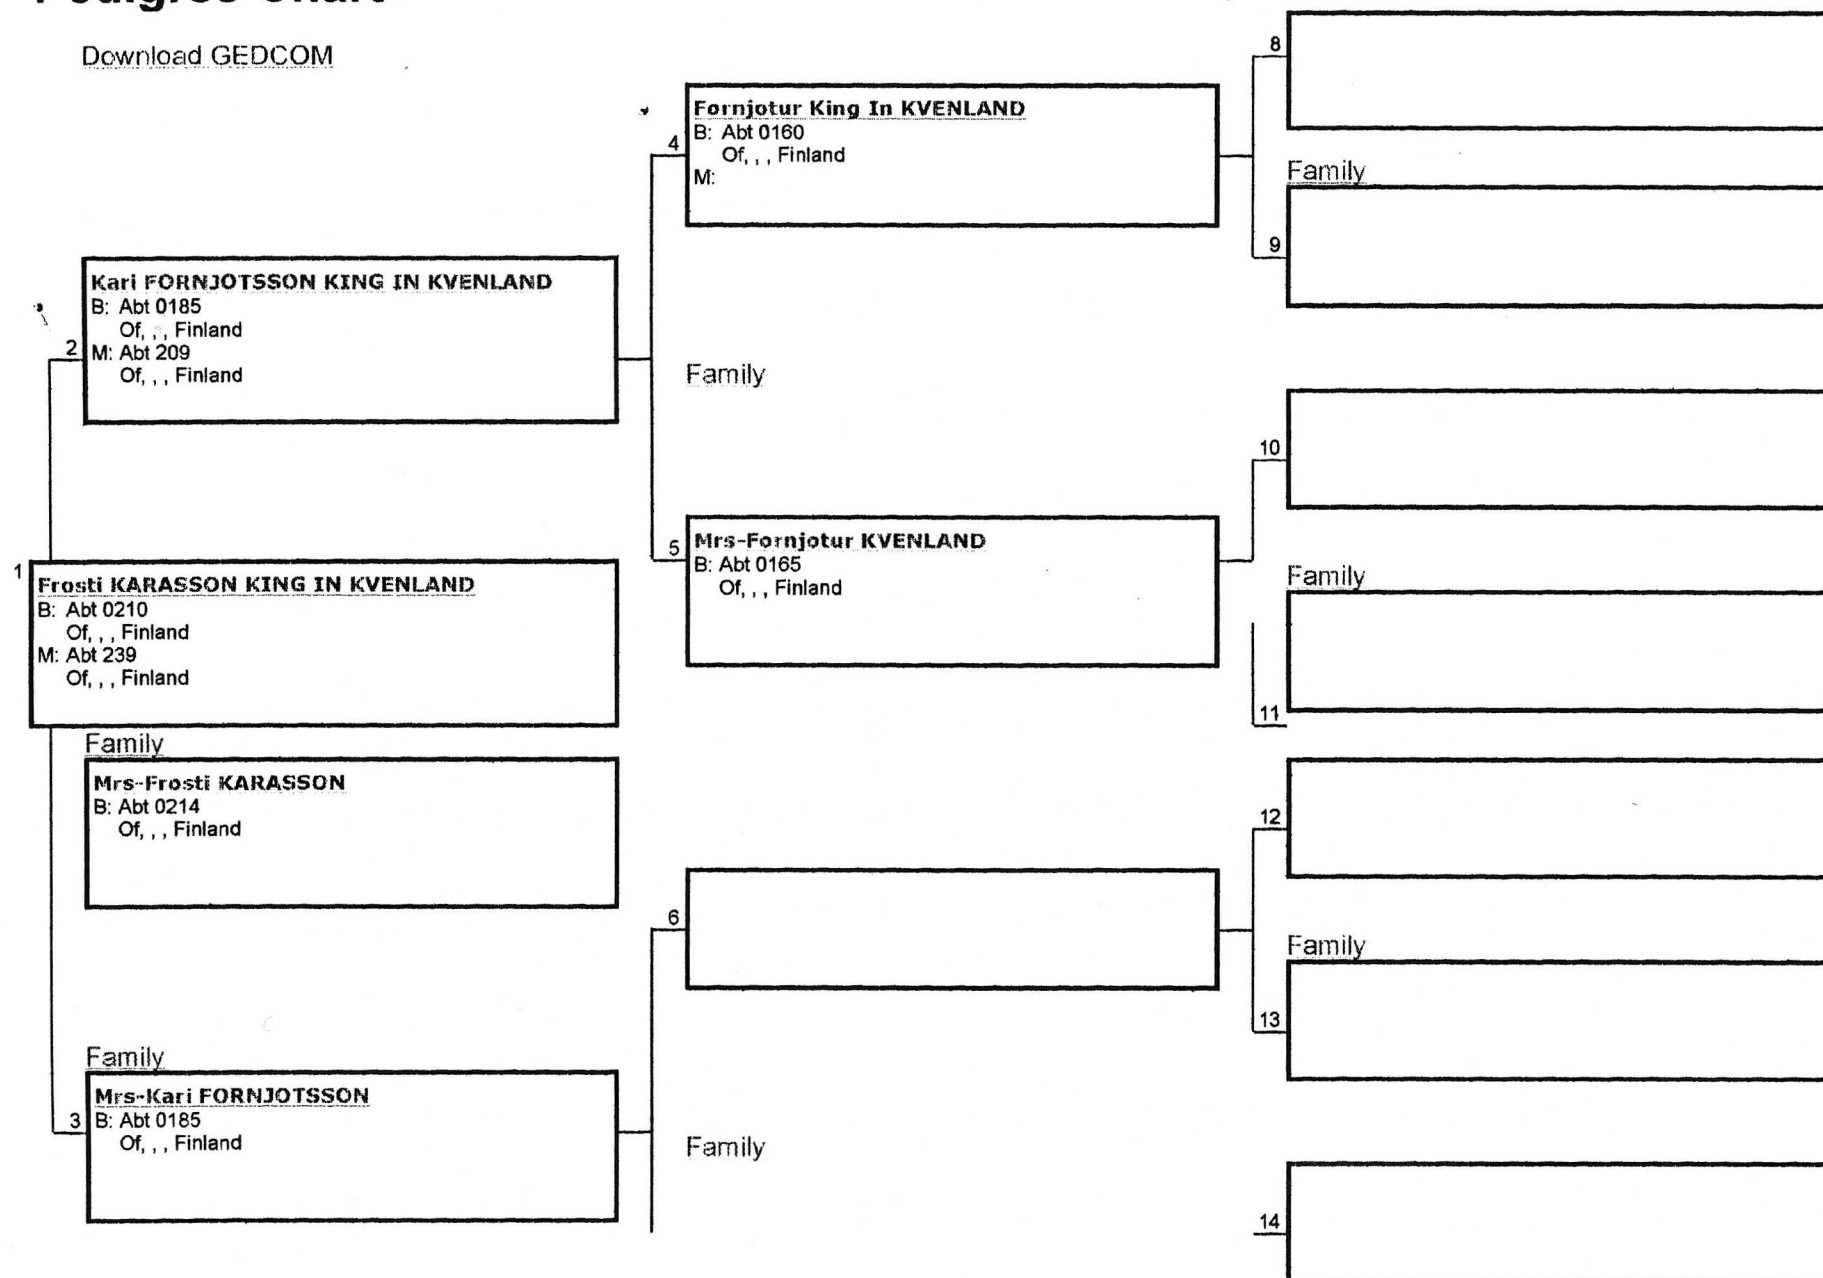 Pedigree Chart
Download GEDCOM
8
Fornjotur King In KVENLAND
B: Abt 0160
Of, , , Finland
M:
4
Family
9
Kari FORNJOTSSON KING IN KVENLAND
B: Abt 0185
Of, , , Finland
M: Abt 209
Of, , , Finland
2
Family
10
Mrs-Fornjotur KVENLAND
B: Abt 0165
Of, , , Finland
5
Family
11
1
Frosti KARASSON KING IN KVENLAND
B: Abt 0210
Of, , , Finland
M: Abt 239
Of, , , Finland
Family
Mrs-Frosti KARASSON
B: Abt 0214
Of, , , Finland
12
6
Family
13
Family
Mrs-Kari FORNJOTSSON
B: Abt 0185
Of, , , Finland
3
Family
14